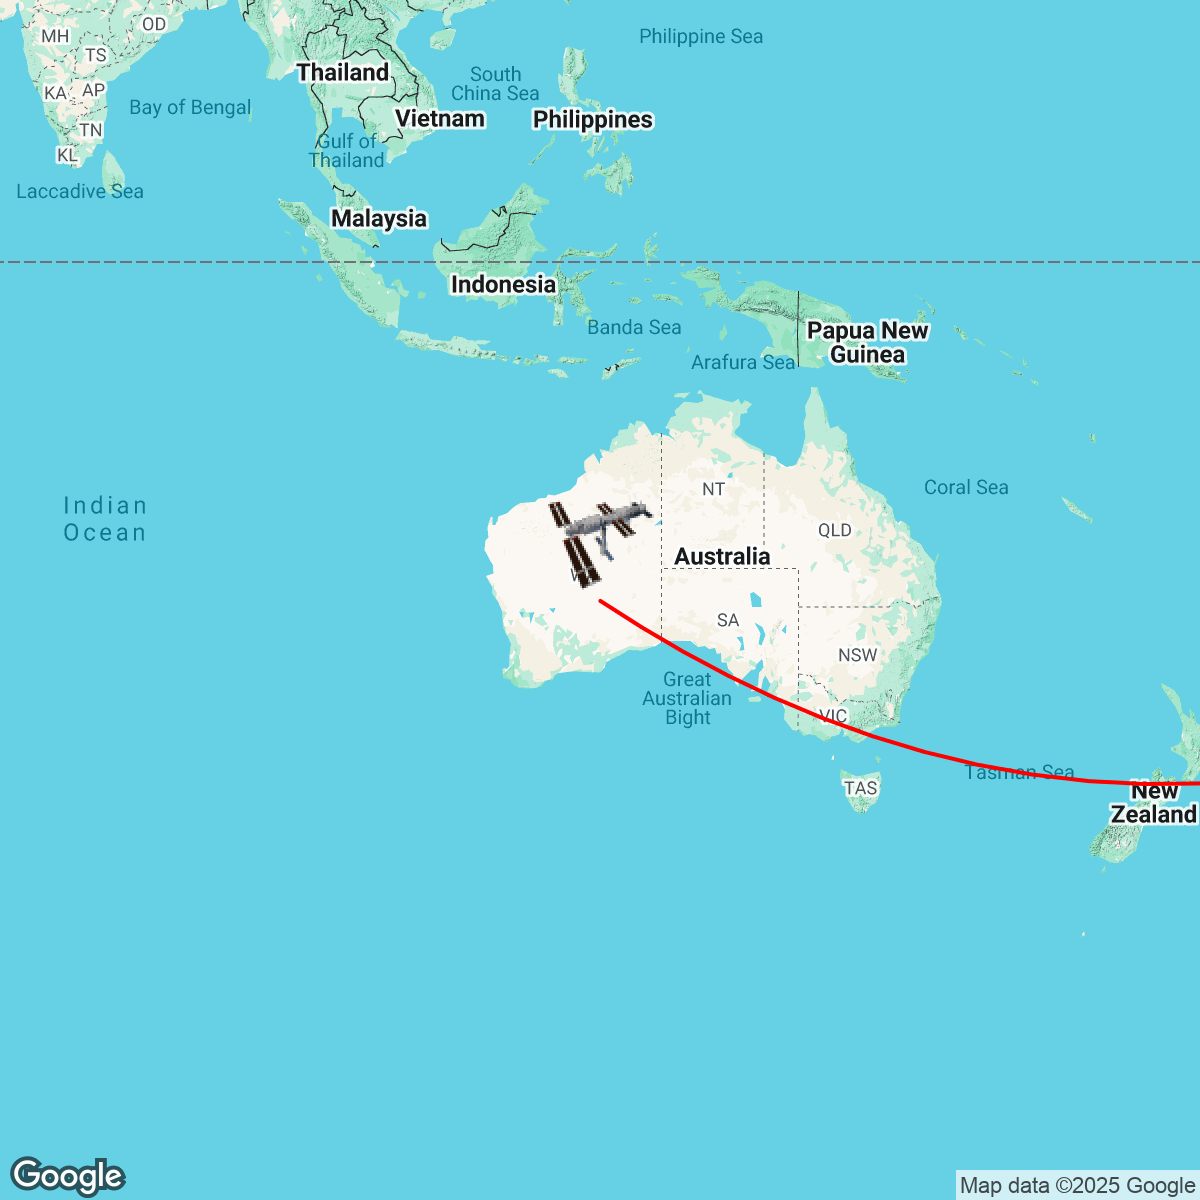 MH
OD
TS
KA
AP
TN
KL
Bay of Bengal
Laccadive Sea
Thailand
Vietnam
Gulf of
Thailand
South
China Sea
Philippine Sea
Philippines
Malaysia
Indonesia
Banda Sea
Arafura Sea
Papua New
Guinea
Indian
Ocean
Coral Sea
NT
QLD
Australia
SA
NSW
Great
Australian
Bight
VIC
Tasman Sea
TAS
New
Zealand
Google
Map data ©2025 Google